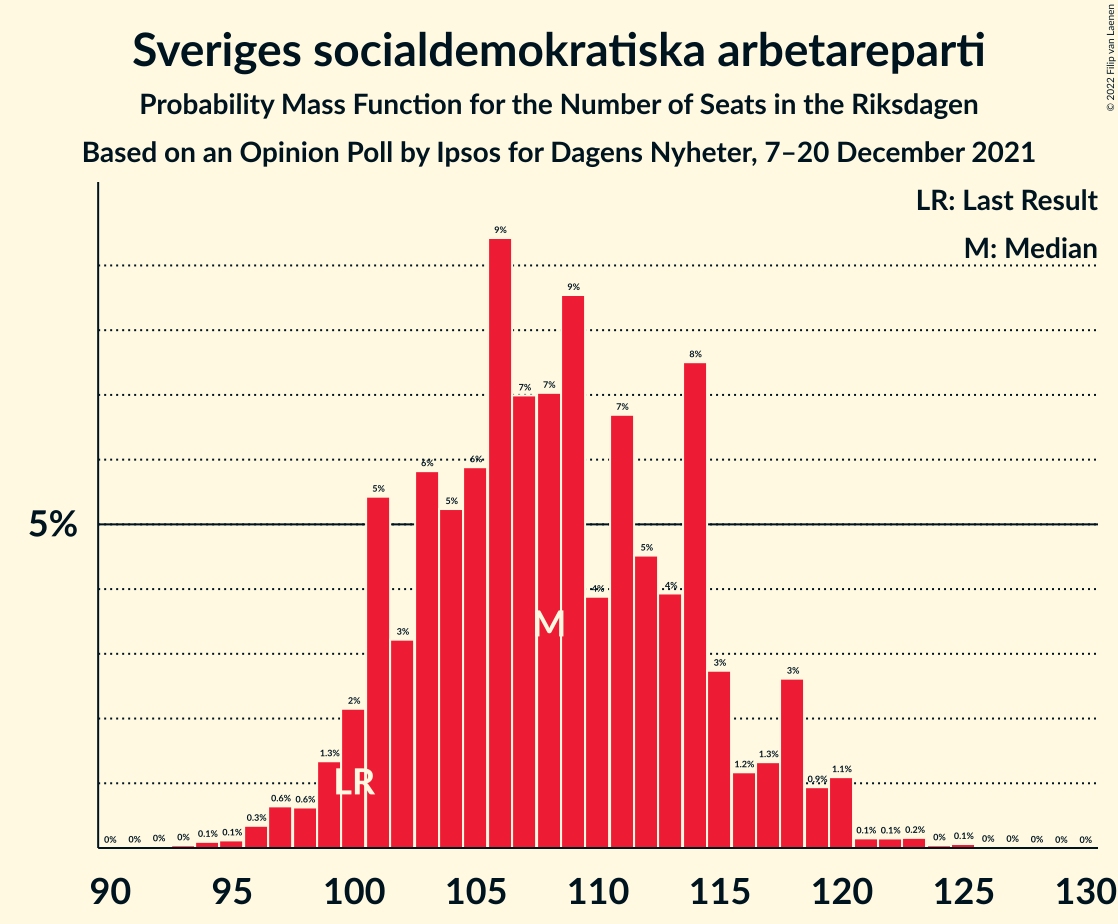 Sveriges socialdemokratiska arbetareparti
Probability Mass Function for the Number of Seats in the Riksdagen
Based on an Opinion Poll by Ipsos for Dagens Nyheter, 7–20 December 2021
© 2022 Filip van Laenen
LR: Last Result
M: Median
5%
0% 0% 0% 0% 0.1% 0.1% 0.3% 0.6% 0.6% 1.3% 2% 5% 3% 6% 5% 6% 9% 7% 7% 9% 4% 7% 5% 4% 8% 3% 1.2% 1.3% 3% 0.9% 1.1% 0.1% 0.1% 0.2% 0% 0.1% 0% 0% 0% 0% 0%
M
LR
90 95 100 105 110 115 120 125 130